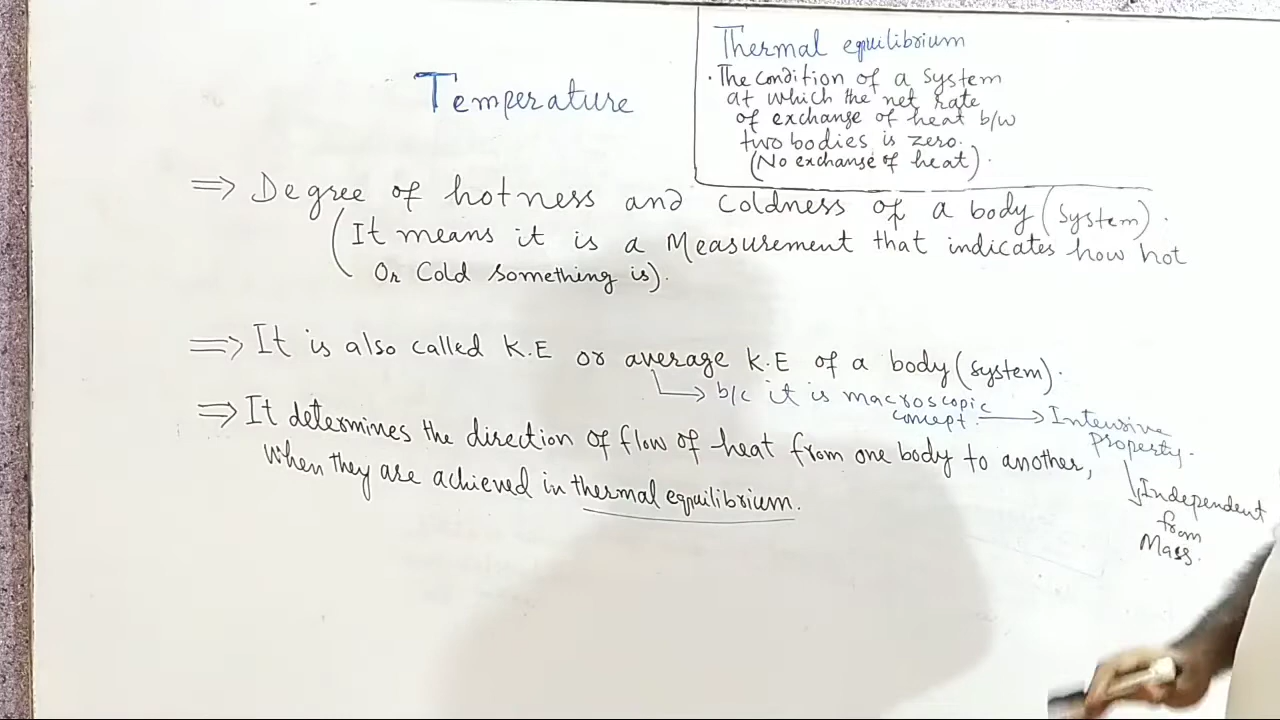 Temperature
Thermal equilibrium
· The condition of a system
at which the net rate
of exchange of heat b/w
two bodies is zero.
(No exchange of heat).
⇒ Degree of hotness and coldness of a body (system).
(It means it is a Measurement that indicates how hot
Or Cold something is).
⇒ It is also called K.E or average K.E of a body (system).
↳ b/c it is macroscopic
concept. → Intensive
property.
⇒ It determines the direction of flow of heat from one body to another,
when they are achieved in thermal equilibrium.
↓ Independent
from
Mass.